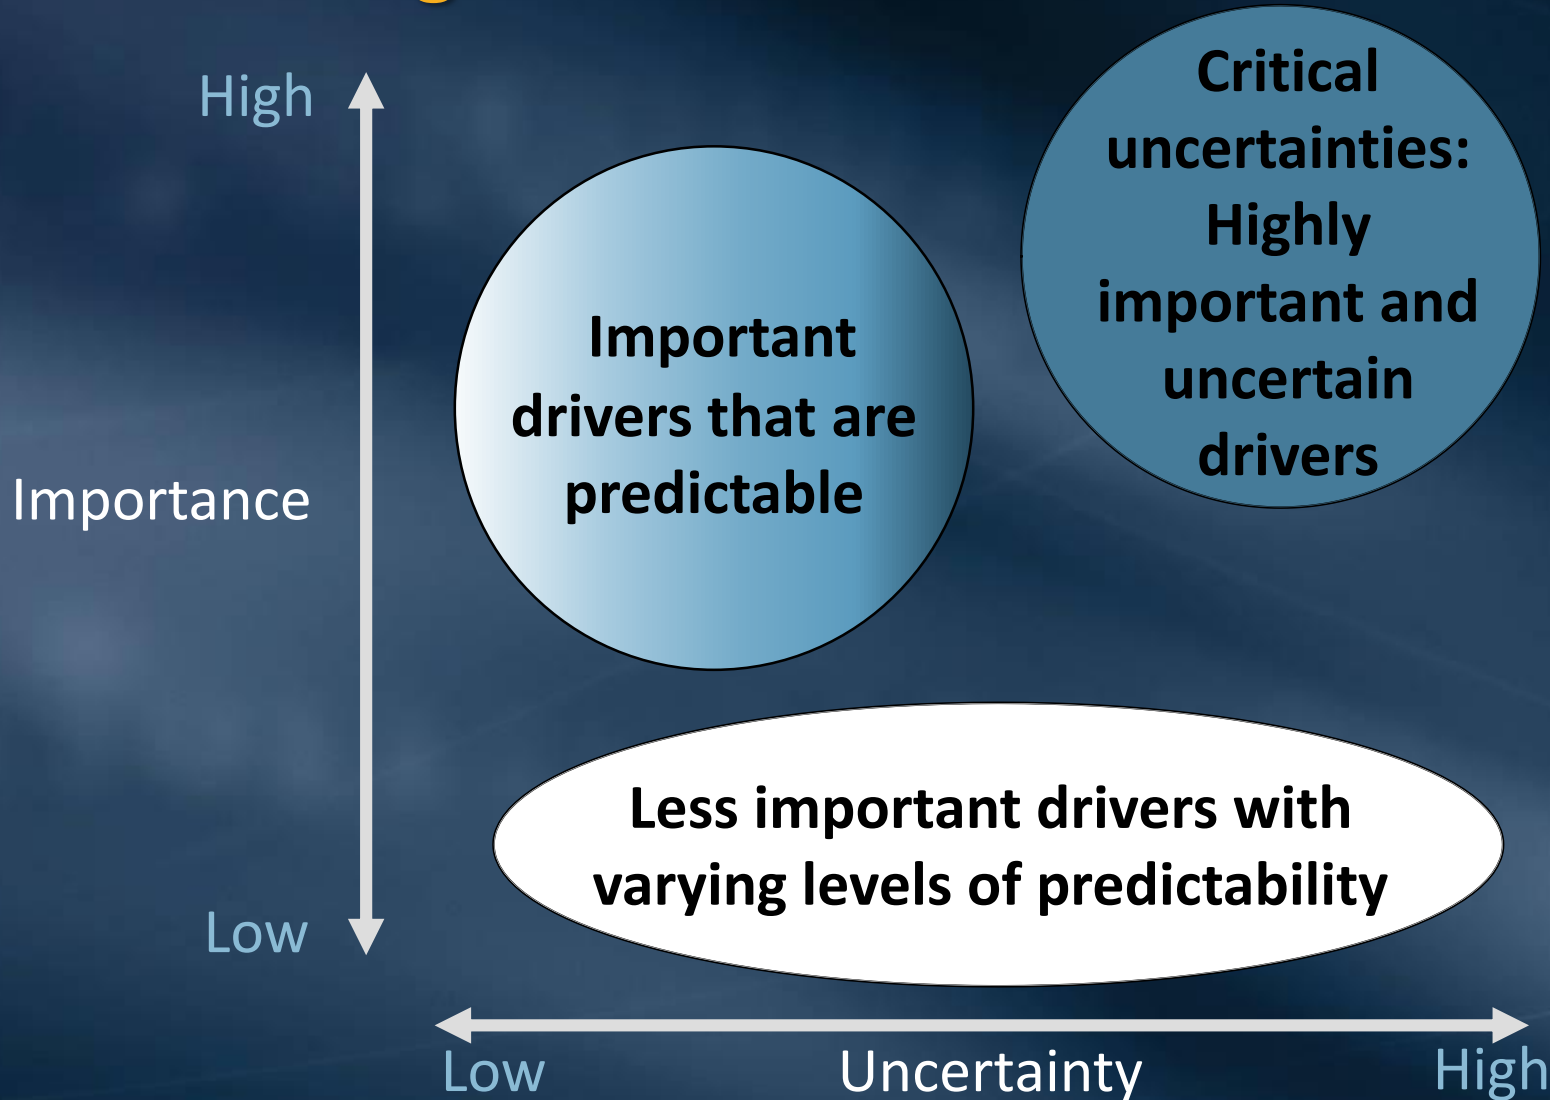 High
Critical
uncertainties:
Highly
important and
uncertain
drivers
Important
drivers that are
predictable
Importance
Less important drivers with
varying levels of predictability
Low
Low
Uncertainty
High